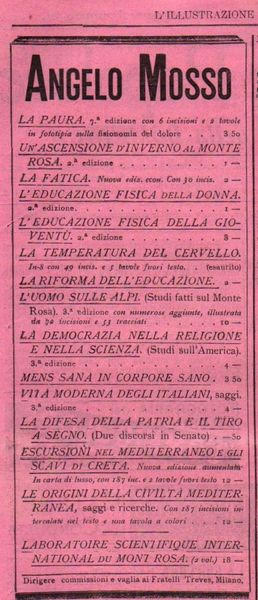 L'ILLUSTRAZIONE
ANGELO MOSSO
LA PAURA. 7.ª edizione con 6 incisioni e 2 tavole
in fototipia sulla fisionomia del dolore . . . 3 50
UN'ASCENSIONE D'INVERNO AL MONTE
ROSA. 2.ª edizione . . . . . . . 1 —
LA FATICA. Nuova ediz. econ. Con 30 incis. 2 —
L'EDUCAZIONE FISICA DELLA DONNA.
2.ª edizione . . . . . . . . . 1 —
L'EDUCAZIONE FISICA DELLA GIO-
VENTÙ. 2.ª edizione . . . . . . 3 —
LA TEMPERATURA DEL CERVELLO.
In-8 con 49 incis. e 5 tavole fuori testo. . (esaurito)
LA RIFORMA DELL'EDUCAZIONE. . 2 —
L'UOMO SULLE ALPI. (Studi fatti sul Monte
Rosa). 3.ª edizione con numerose aggiunte, illustrata
da 70 incisioni e 53 tracciati . . . . . 10 —
LA DEMOCRAZIA NELLA RELIGIONE
E NELLA SCIENZA. (Studi sull'America).
3.ª edizione . . . . . . . . . 4 —
MENS SANA IN CORPORE SANO . 3 50
VITA MODERNA DEGLI ITALIANI, saggi.
3.ª edizione . . . . . . . . . 4 —
LA DIFESA DELLA PATRIA E IL TIRO
A SEGNO. (Due discorsi in Senato) . — 50
ESCURSIONI NEL MEDITERRANEO E GLI
SCAVI DI CRETA. Nuova edizione aumentata
In carta di lusso, con 187 inc. e 2 tavole fuori testo 12 —
LE ORIGINI DELLA CIVILTÀ MEDITER-
RANEA, saggi e ricerche. Con 187 incisioni in-
tercalate nel testo e una tavola a colori . . 12 —
LABORATOIRE SCIENTIFIQUE INTER-
NATIONAL DU MONT ROSA. (2 vol.) 18 —
Dirigere commissioni e vaglia ai Fratelli Treves, Milano,